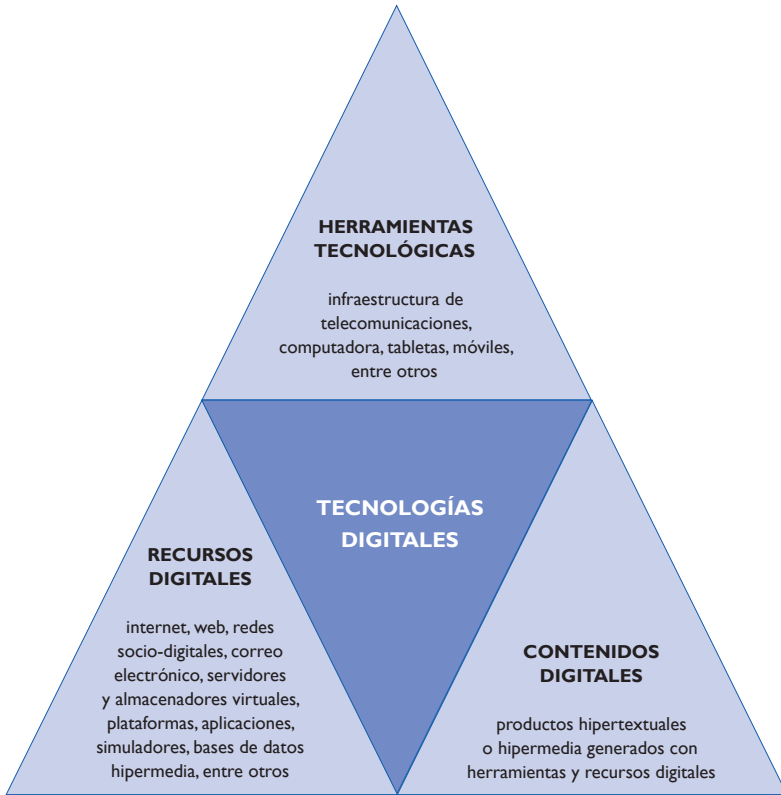 HERRAMIENTAS
TECNOLÓGICAS
infraestructura de
telecomunicaciones,
computadora, tabletas, móviles,
entre otros
TECNOLOGÍAS
DIGITALES
RECURSOS
DIGITALES
internet, web, redes
socio-digitales, correo
electrónico, servidores
y almacenadores virtuales,
plataformas, aplicaciones,
simuladores, bases de datos
hipermedia, entre otros
CONTENIDOS
DIGITALES
productos hipertextuales
o hipermedia generados con
herramientas y recursos digitales